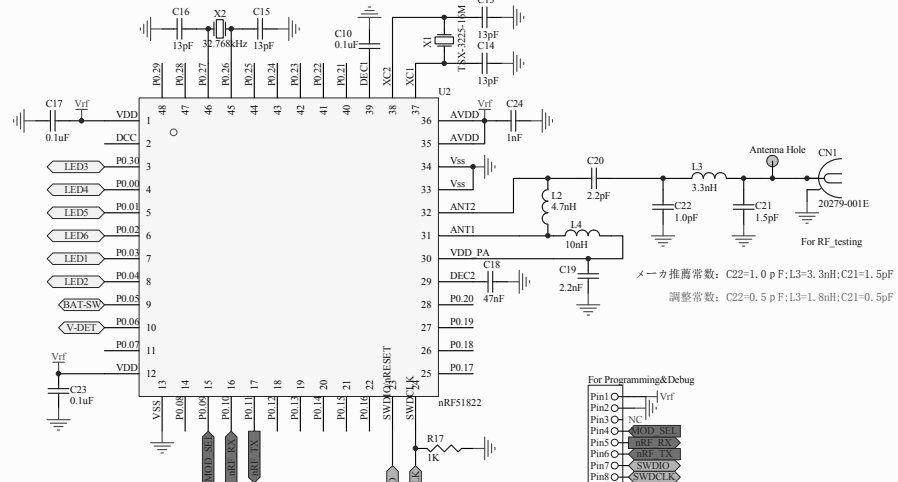 C16 X2 C15
13pF 32.768kHz 13pF
C10
0.1uF
X1
TSX-3225-16M
C13
13pF
C14
13pF
P0.29 P0.28 P0.27 P0.26 P0.25 P0.24 P0.23 P0.22 P0.21 DEC1 XC2 XC1
48 47 46 45 44 43 42 41 40 39 38 37
U2
C17 Vrf
0.1uF
VDD 1
DCC 2
LED3 P0.30 3
LED4 P0.00 4
LED5 P0.01 5
LED6 P0.02 6
LED1 P0.03 7
LED2 P0.04 8
BAT-SW P0.05 9
V-DET P0.06 10
P0.07 11
Vrf VDD 12
C23
0.1uF
36 AVDD Vrf C24
1nF
35 AVDD
34 Vss
33 Vss
32 ANT2
31 ANT1
30 VDD_PA
29 DEC2 C18
47nF
28 P0.20
27 P0.19
26 P0.18
25 P0.17
C20
2.2pF
L2
4.7nH
L4
10nH
C19
2.2nF
L3
3.3nH
C22
1.0pF
C21
1.5pF
Antenna Hole
CN1
20279-001E
For RF_testing
メーカ推薦常数：C22=1.0pF;L3=3.3nH;C21=1.5pF
調整常数：C22=0.5pF;L3=1.8nH;C21=0.5pF
13 14 15 16 17 18 19 20 21 22 23 24
VSS P0.08 P0.09 P0.10 P0.11 P0.12 P0.13 P0.14 P0.15 P0.16 SWDIO/nRESET SWDCLK
nRF51822
MOD_SEL nRF_RX nRF_TX
R17
1K
For Programming&Debug
Pin1 Vrf
Pin2
Pin3 NC
Pin4 MOD_SEL
Pin5 nRF_RX
Pin6 nRF_TX
Pin7 SWDIO
Pin8 SWDCLK